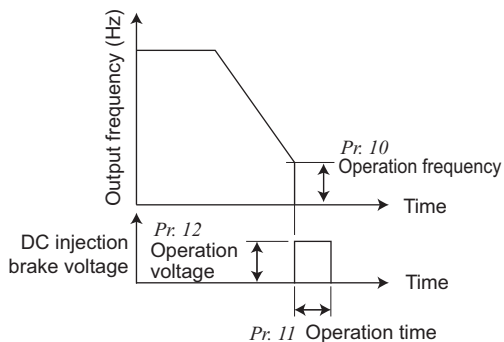 Output frequency (Hz)
Pr. 10
Operation frequency
Time
DC injection
brake voltage
Pr. 12
Operation
voltage
Time
Pr. 11 Operation time